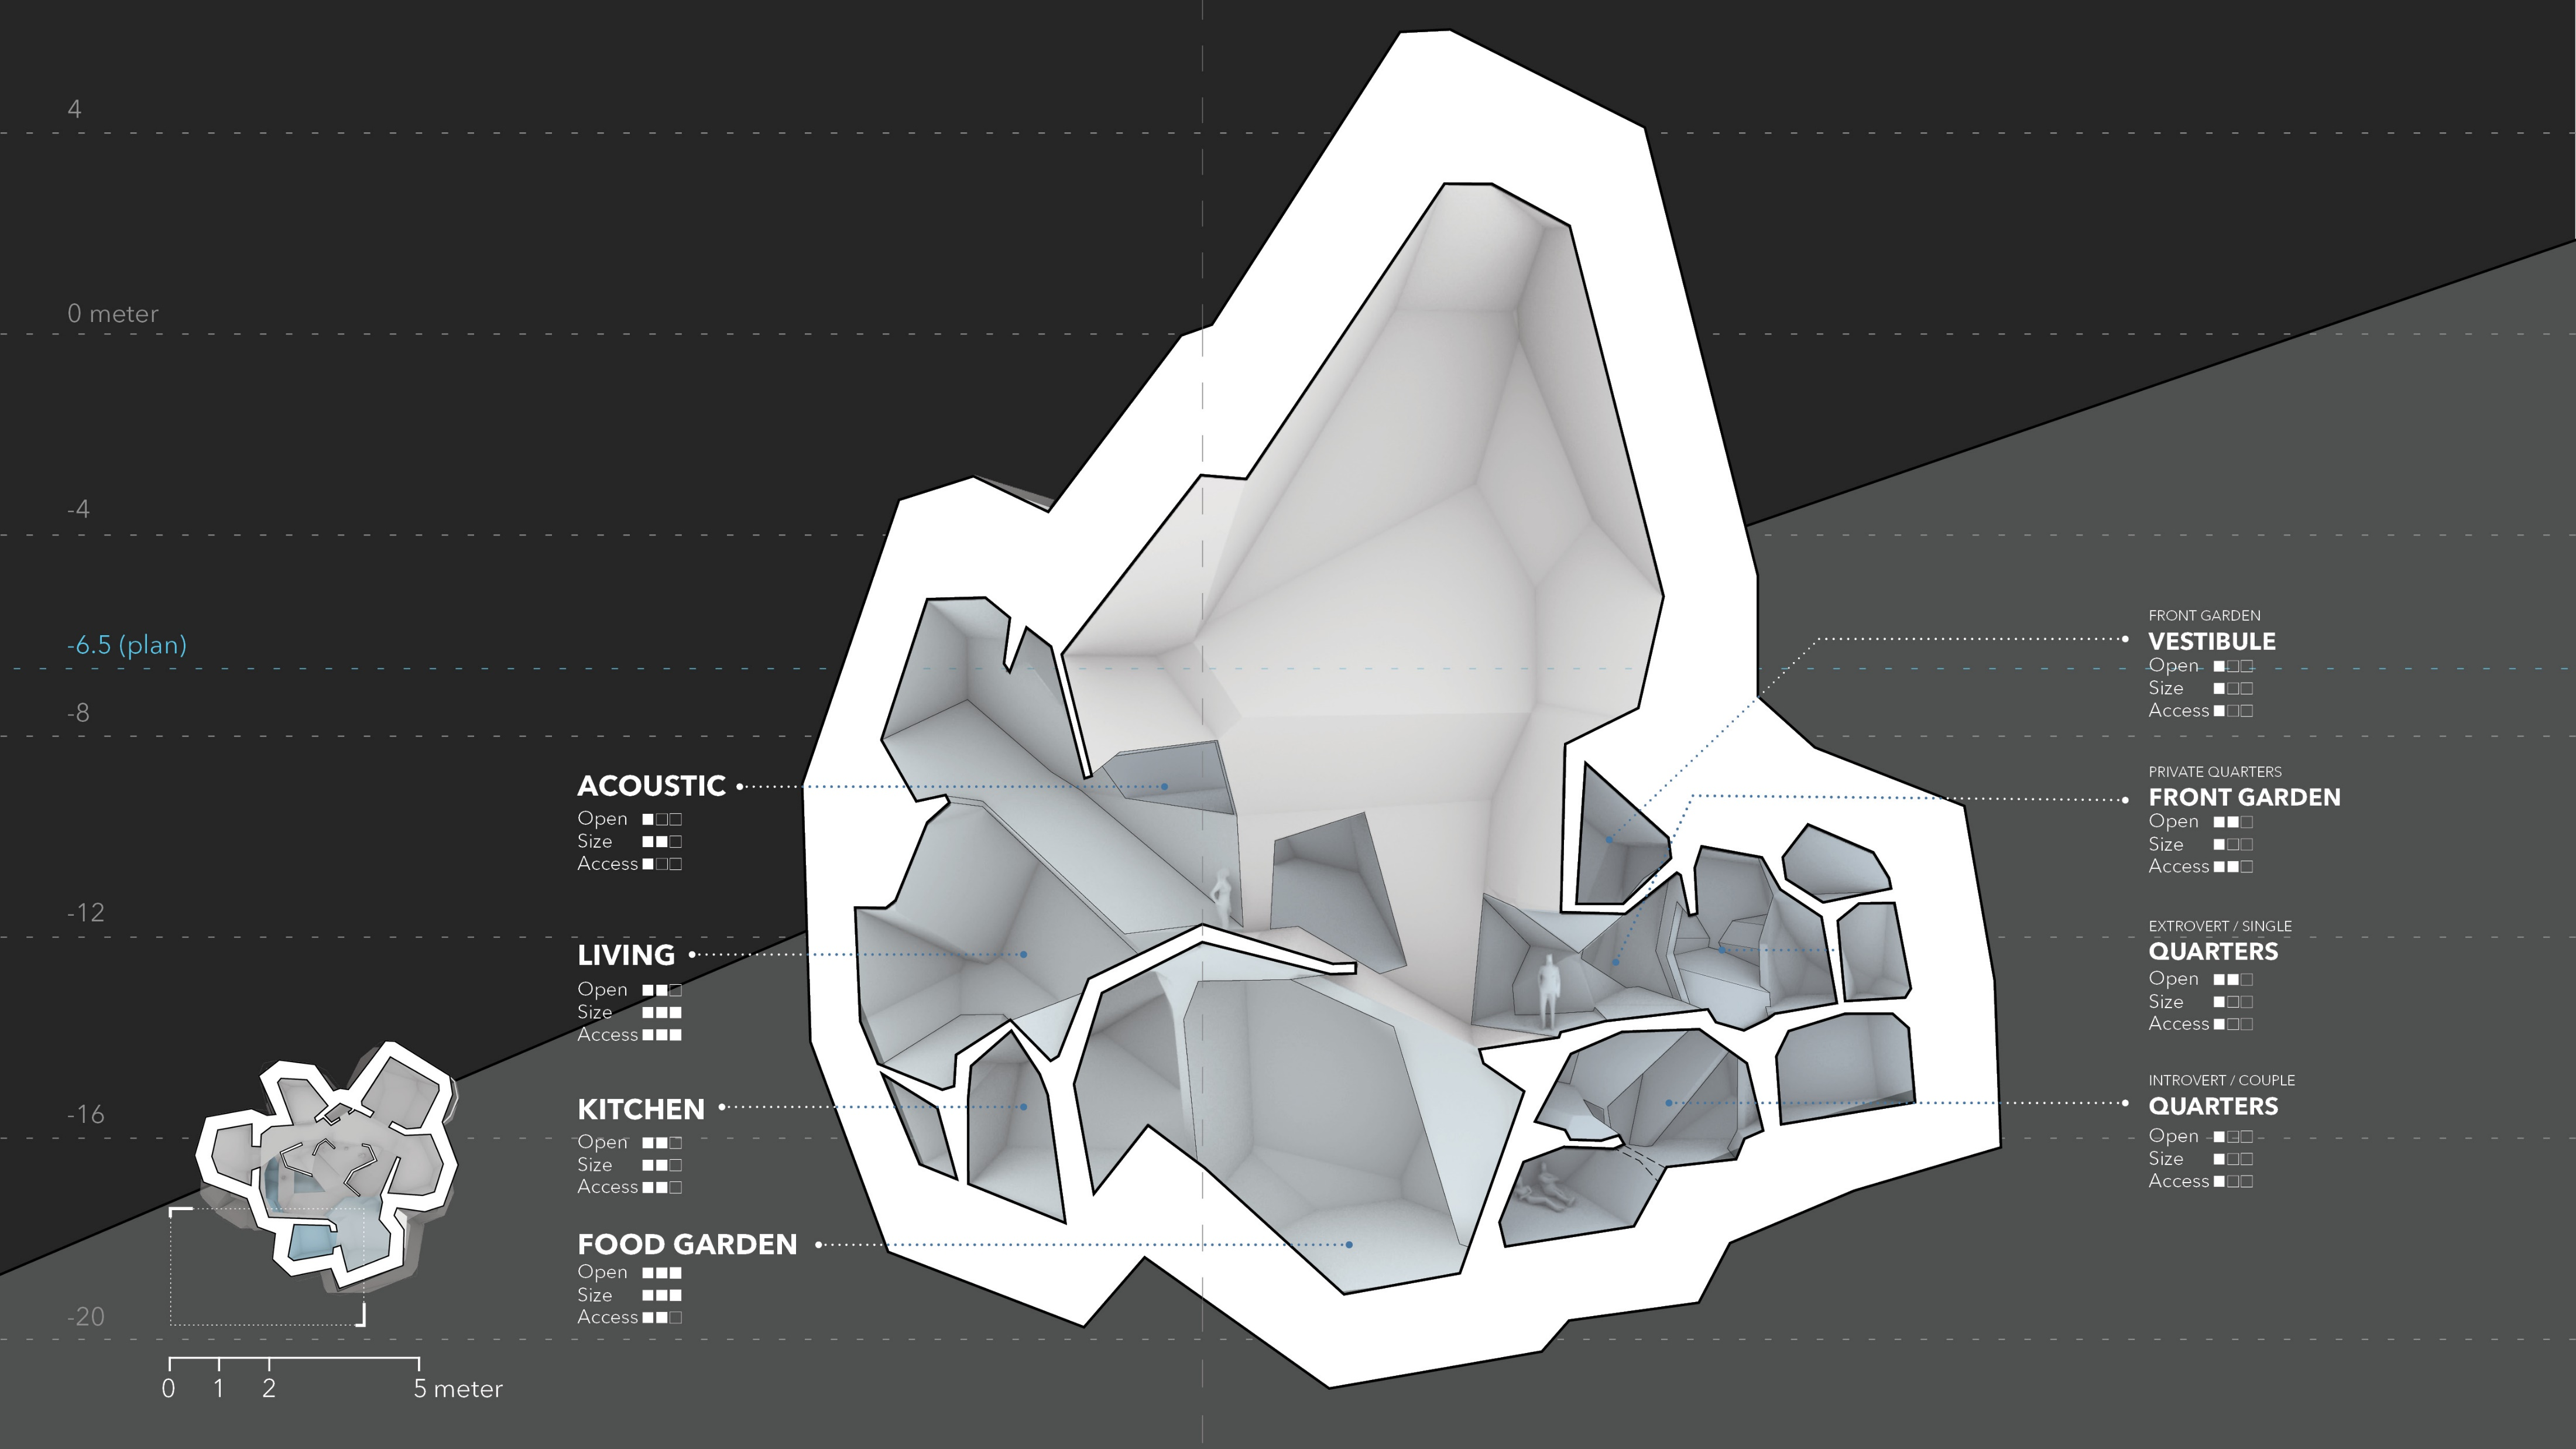 4
0 meter
-4
-6.5 (plan)
-8
-12
-16
-20
0 1 2 5 meter
ACOUSTIC
Open
Size
Access
LIVING
Open
Size
Access
KITCHEN
Open
Size
Access
FOOD GARDEN
Open
Size
Access
FRONT GARDEN
VESTIBULE
Open
Size
Access
PRIVATE QUARTERS
FRONT GARDEN
Open
Size
Access
EXTROVERT / SINGLE
QUARTERS
Open
Size
Access
INTROVERT / COUPLE
QUARTERS
Open
Size
Access